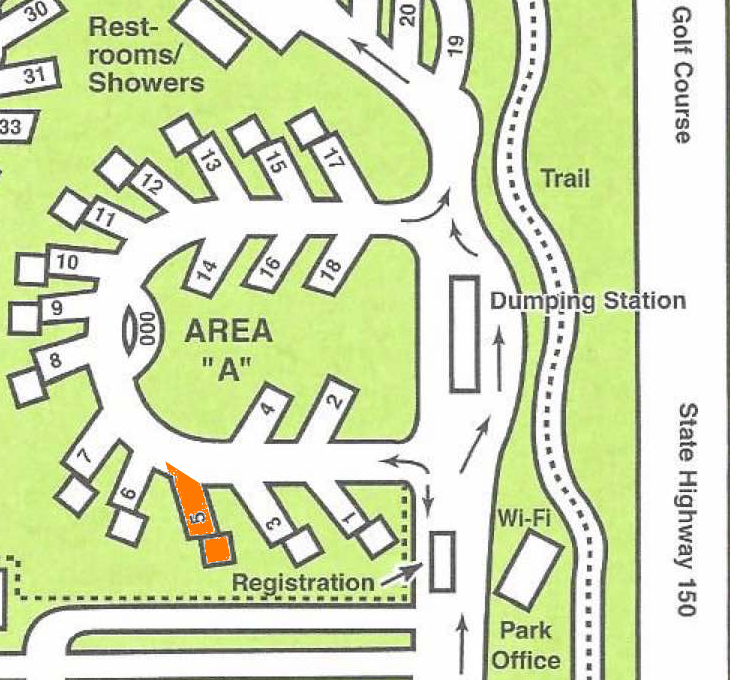 30
31
33
Rest-
rooms/
Showers
20
19
Golf Course
17
15
13
12
11
10
9
8
7
6
5
3
1
14
16
18
000
AREA
"A"
4
2
Trail
Dumping Station
State Highway 150
Wi-Fi
Registration
Park
Office